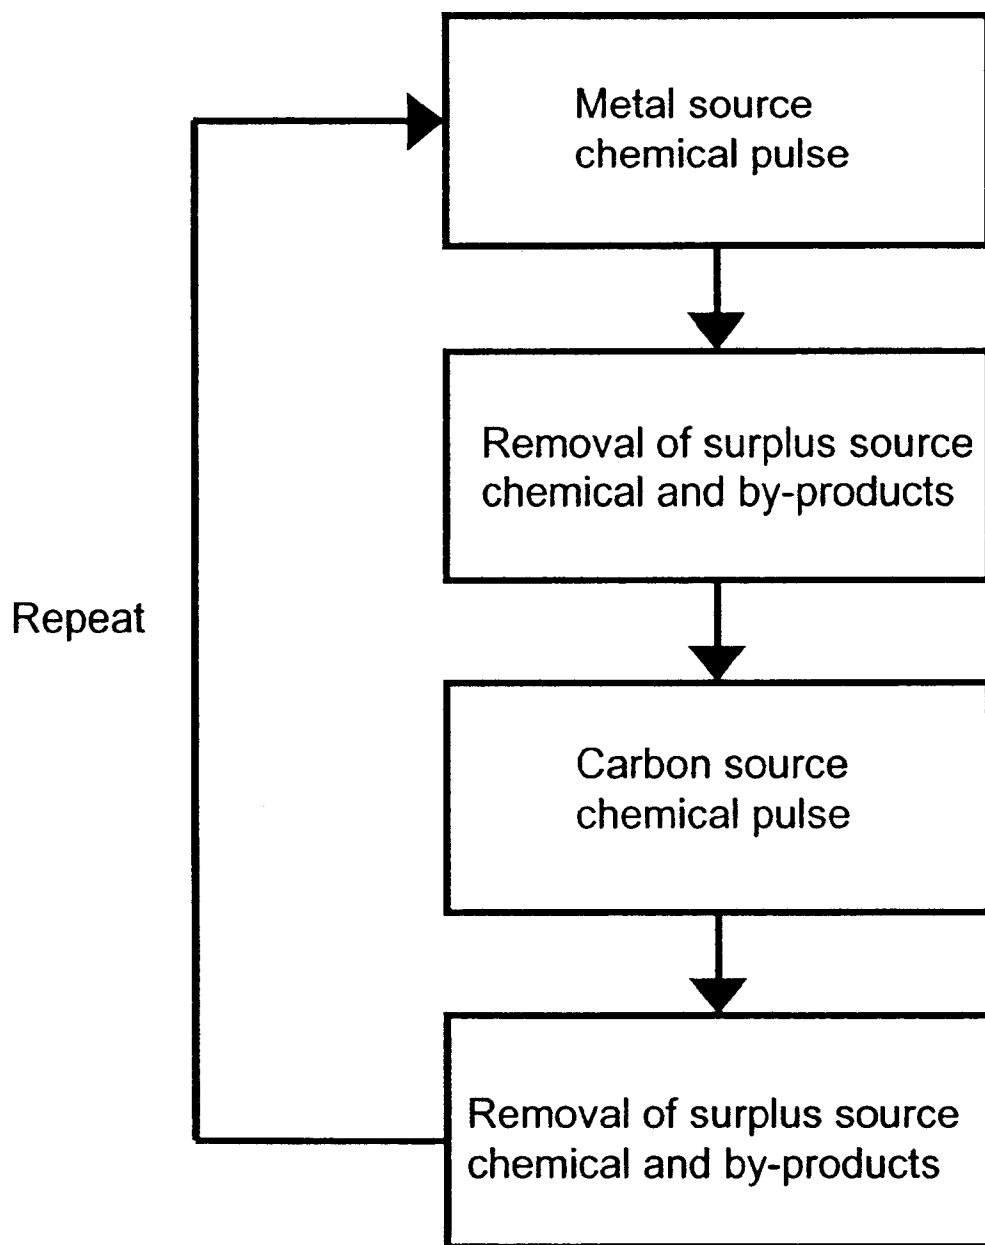 Metal source
chemical pulse
Removal of surplus source
chemical and by-products
Repeat
Carbon source
chemical pulse
Removal of surplus source
chemical and by-products